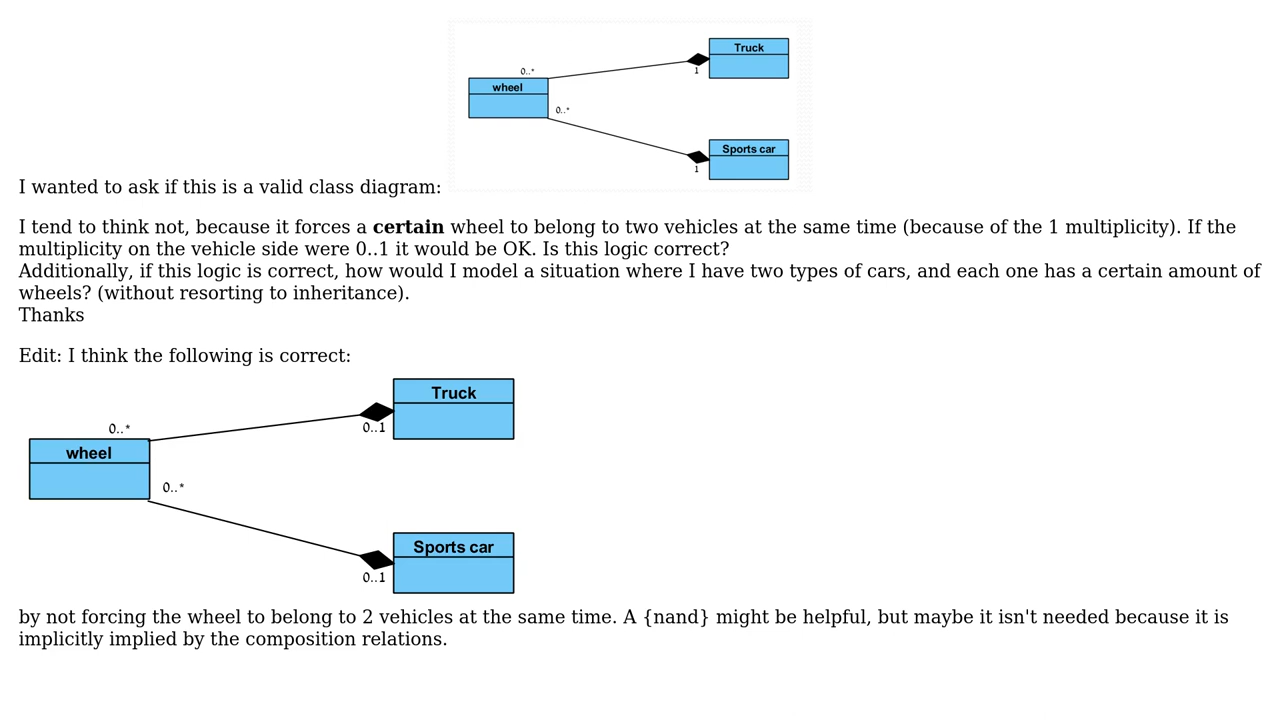 Truck
0..*
1
wheel
0..*
Sports car
1
I wanted to ask if this is a valid class diagram:
I tend to think not, because it forces a certain wheel to belong to two vehicles at the same time (because of the 1 multiplicity). If the
multiplicity on the vehicle side were 0..1 it would be OK. Is this logic correct?
Additionally, if this logic is correct, how would I model a situation where I have two types of cars, and each one has a certain amount of
wheels? (without resorting to inheritance).
Thanks
Edit: I think the following is correct:
Truck
0..*
0..1
wheel
0..*
Sports car
0..1
by not forcing the wheel to belong to 2 vehicles at the same time. A {nand} might be helpful, but maybe it isn't needed because it is
implicitly implied by the composition relations.